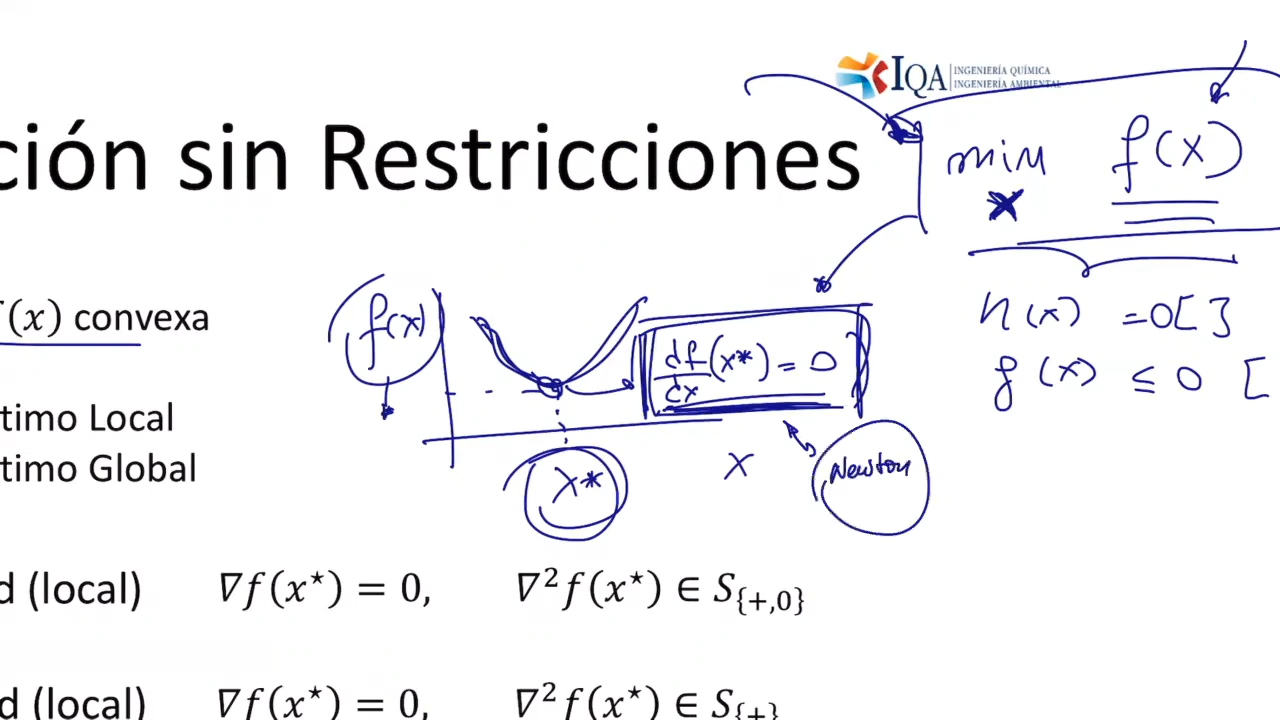 IQA INGENIERÍA QUÍMICA
INGENIERÍA AMBIENTAL
ción sin Restricciones
min f(x)
x
h(x) = 0 [ ]
g(x) ≤ 0 [
f(x) convexa
f(x)
df/dx (x*) = 0
timo Local
timo Global
x*
x
Newton
d (local) ∇f(x⋆) = 0, ∇²f(x⋆) ∈ S{+,0}
d (local) ∇f(x⋆) = 0, ∇²f(x⋆) ∈ S{+}